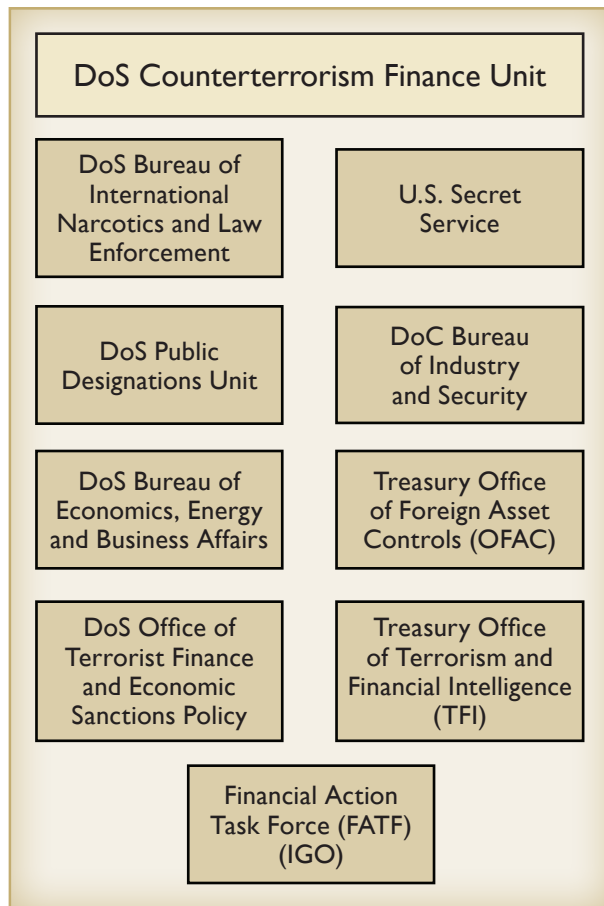 DoS Counterterrorism Finance Unit
DoS Bureau of
International
Narcotics and Law
Enforcement
U.S. Secret
Service
DoS Public
Designations Unit
DoC Bureau
of Industry
and Security
DoS Bureau of
Economics, Energy
and Business Affairs
Treasury Office
of Foreign Asset
Controls (OFAC)
DoS Office of
Terrorist Finance
and Economic
Sanctions Policy
Treasury Office
of Terrorism and
Financial Intelligence
(TFI)
Financial Action
Task Force (FATF)
(IGO)